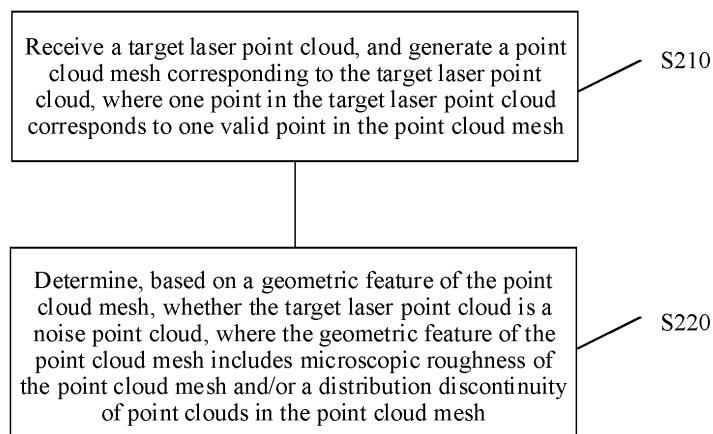 Receive a target laser point cloud, and generate a point
cloud mesh corresponding to the target laser point
cloud, where one point in the target laser point cloud
corresponds to one valid point in the point cloud mesh
S210
Determine, based on a geometric feature of the point
cloud mesh, whether the target laser point cloud is a
noise point cloud, where the geometric feature of the
point cloud mesh includes microscopic roughness of
the point cloud mesh and/or a distribution discontinuity
of point clouds in the point cloud mesh
S220